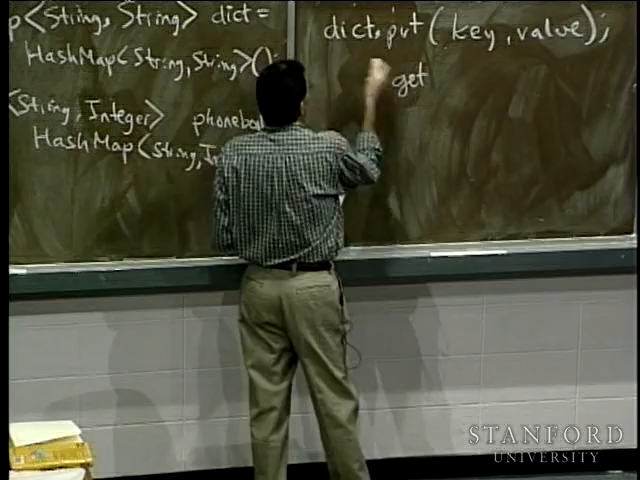 p<String, String> dict =
HashMap<String, String>();
<String, Integer> phonebo
HashMap<String, In
dict.put(key, value);
get
STANFORD
UNIVERSITY